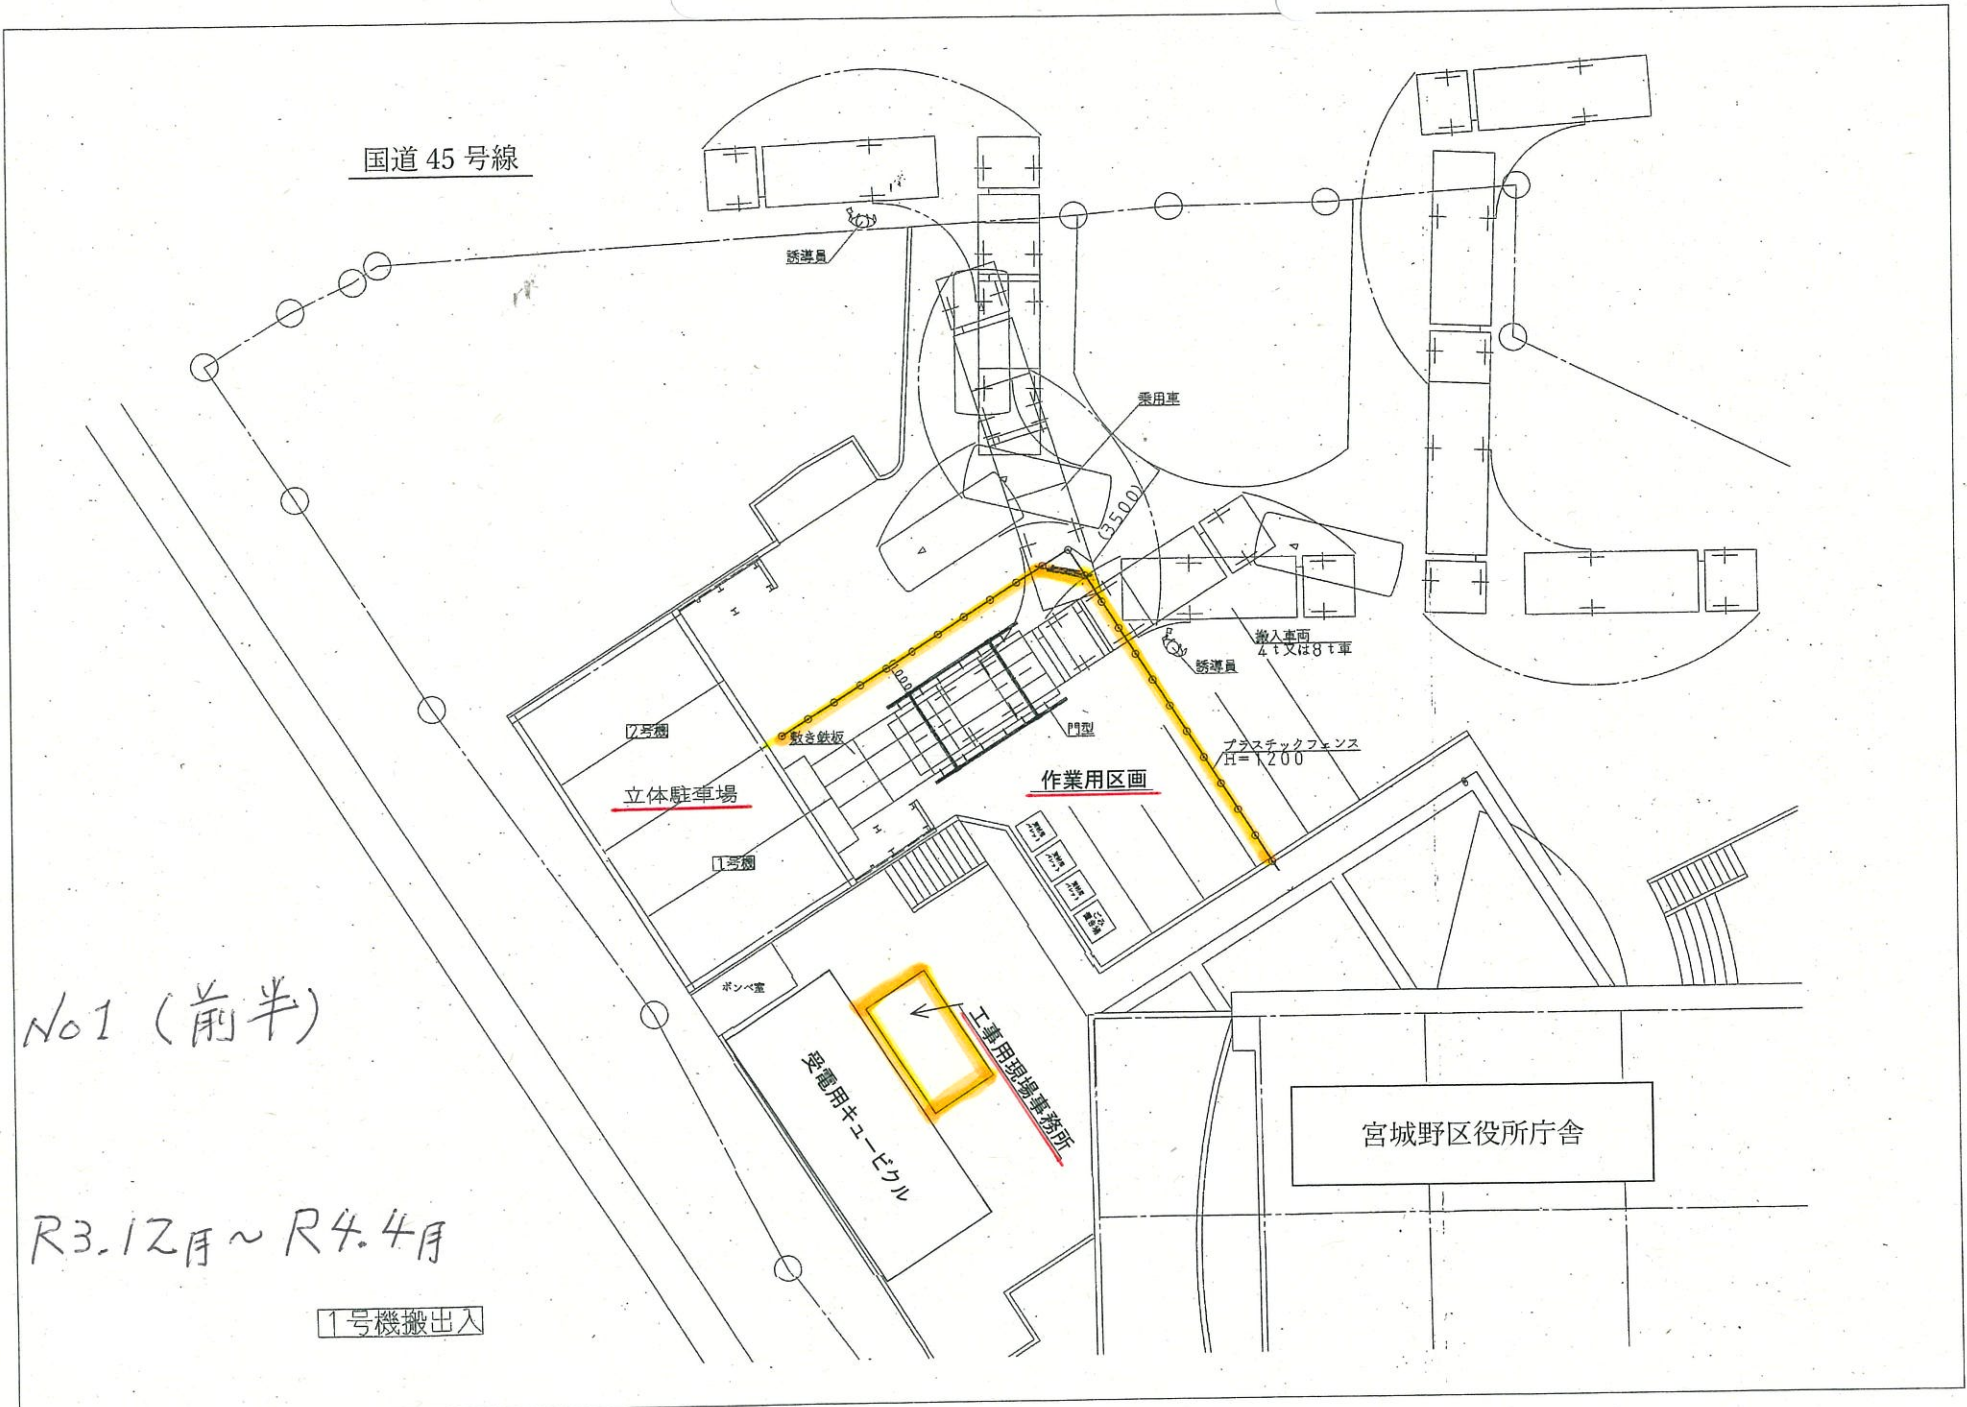 国道 45 号線
誘導員
乗用車
(3500)
搬入車両
4t又は8t車
誘導員
2号機
敷き鉄板
門型
プラスチックフェンス
H=1200
立体駐車場
作業用区画
1号機
ボンベ室
工事用現場事務所
受電用キュービクル
宮城野区役所庁舎
No1 (前半)
R3.12月~R4.4月
1号機搬出入